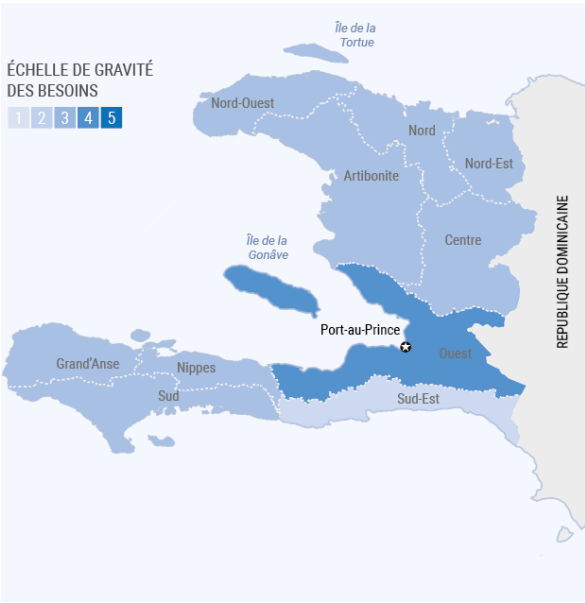 Île de la
Tortue
ÉCHELLE DE GRAVITÉ
DES BESOINS
1 2 3 4 5
Nord-Ouest
Nord
Nord-Est
Artibonite
Centre
REPUBLIQUE DOMINICAINE
Île de la
Gonâve
Port-au-Prince
Ouest
Grand'Anse
Nippes
Sud
Sud-Est